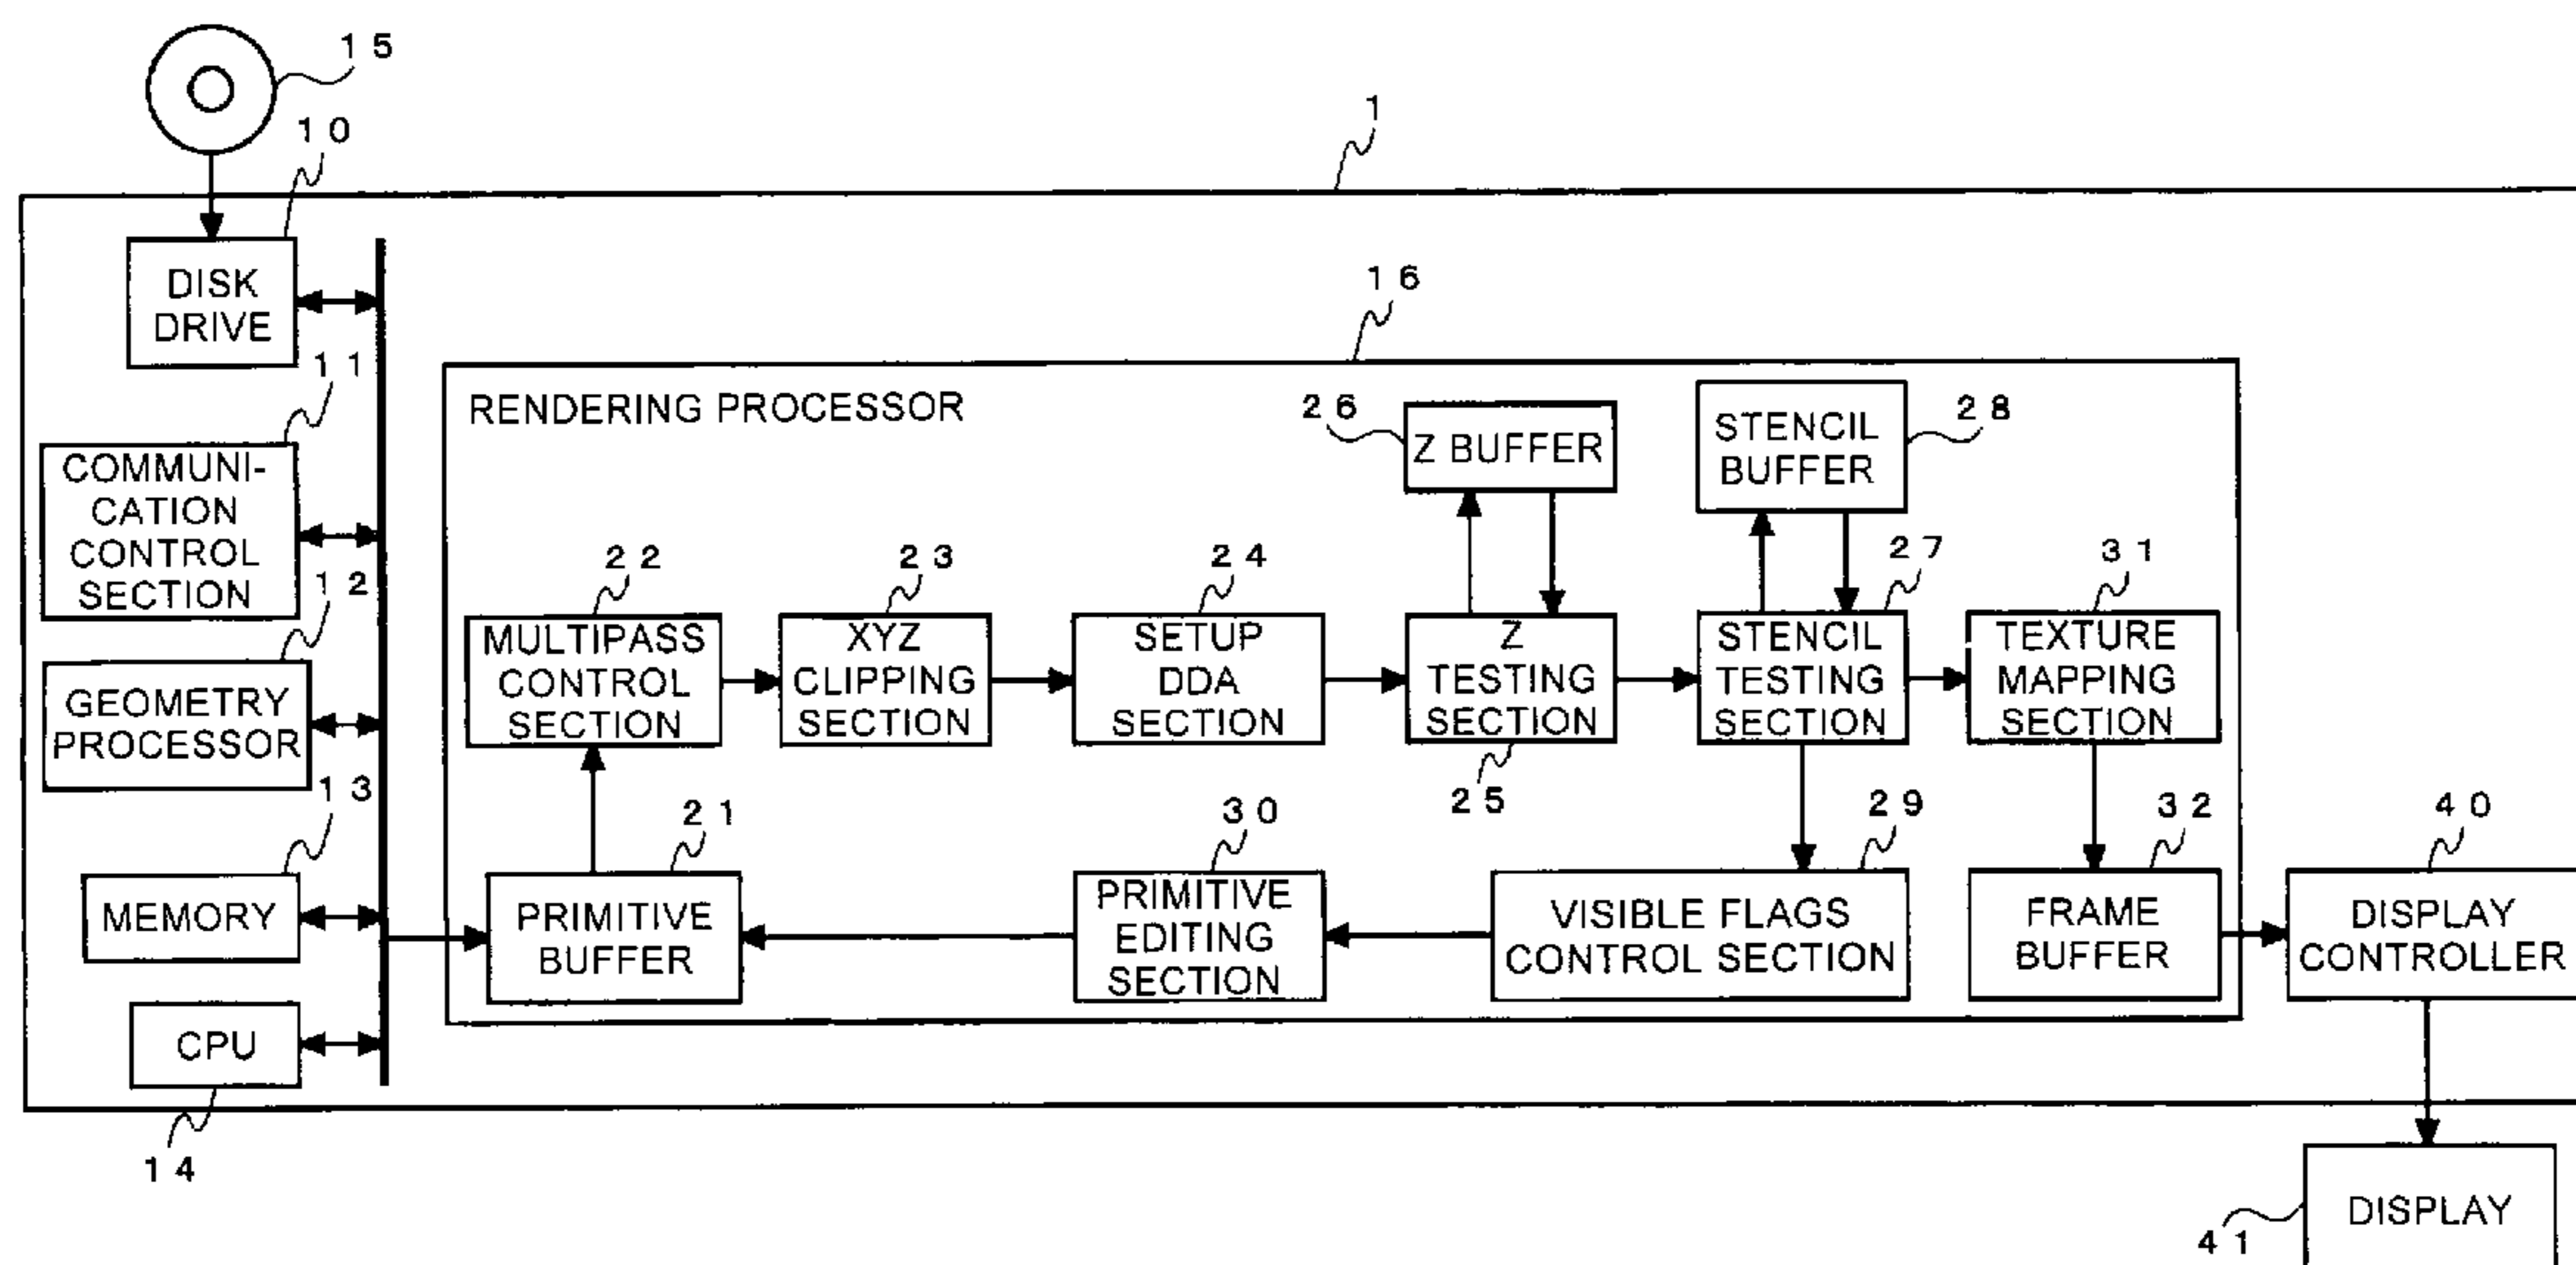 15
10
1
DISK
DRIVE
16
11
RENDERING PROCESSOR
26
Z BUFFER
STENCIL
BUFFER
28
COMMUNI-
CATION
CONTROL
SECTION
12
22
23
24
27
31
MULTIPASS
CONTROL
SECTION
XYZ
CLIPPING
SECTION
SETUP
DDA
SECTION
Z
TESTING
SECTION
STENCIL
TESTING
SECTION
TEXTURE
MAPPING
SECTION
GEOMETRY
PROCESSOR
13
25
21
30
29
32
40
MEMORY
PRIMITIVE
BUFFER
PRIMITIVE
EDITING
SECTION
VISIBLE FLAGS
CONTROL SECTION
FRAME
BUFFER
DISPLAY
CONTROLLER
CPU
14
DISPLAY
41